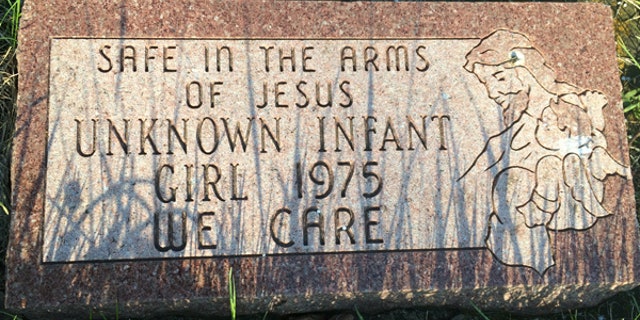 SAFE IN THE ARMS
OF JESUS
UNKNOWN INFANT
GIRL 1975
WE CARE